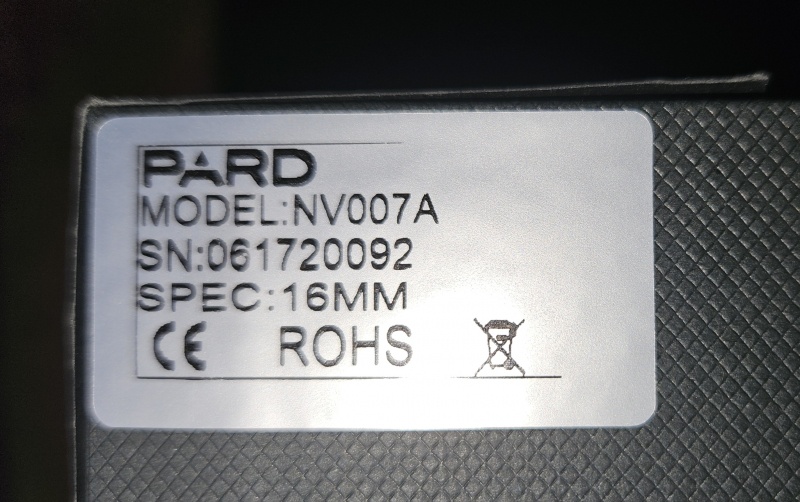 PARD
MODEL:NV007A
SN:061720092
SPEC:16MM
CE ROHS